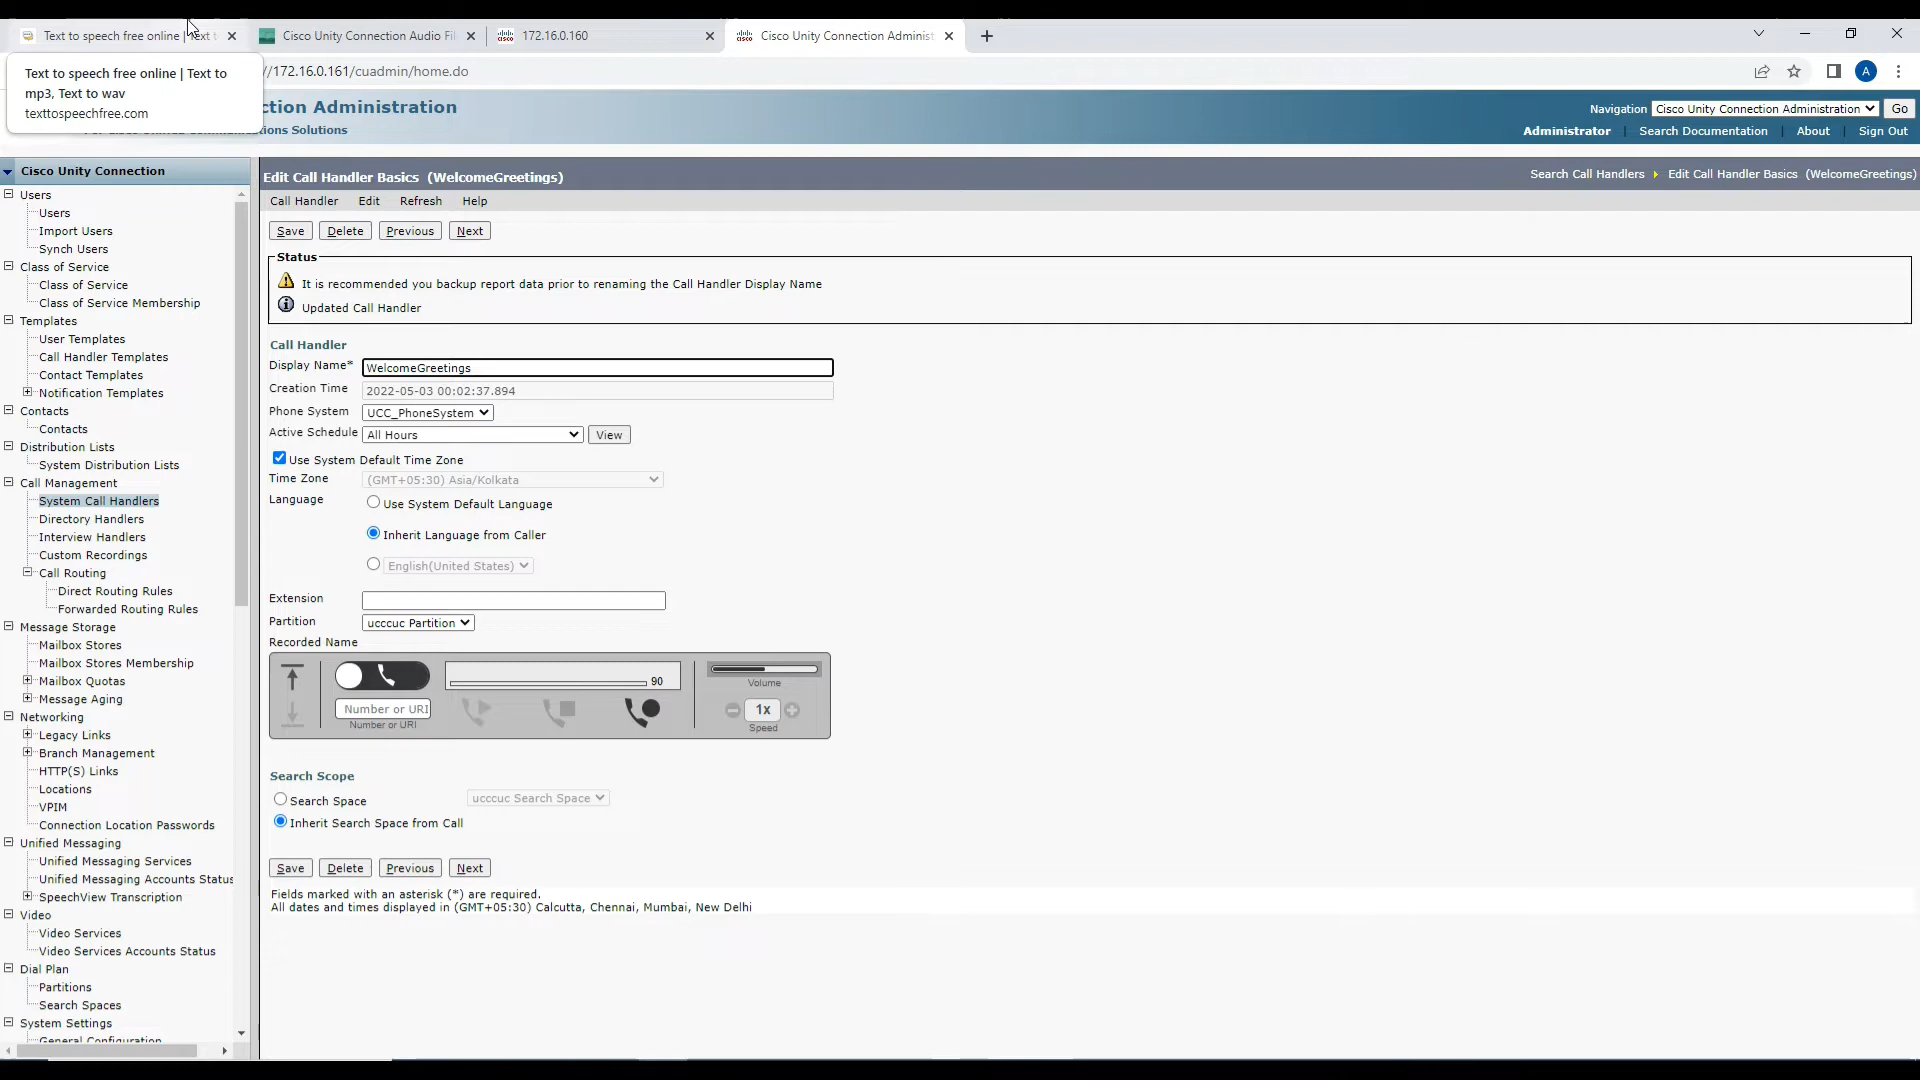 Text to speech free online | Text to
Cisco Unity Connection Audio Fil
172.16.0.160
Cisco Unity Connection Administ
Text to speech free online | Text to
mp3, Text to wav
texttospeechfree.com
//172.16.0.161/cuadmin/home.do
A
ction Administration
Navigation Cisco Unity Connection Administration Go
Administrator Search Documentation About Sign Out
Cisco Unity Connection
Users
Users
Import Users
Synch Users
Class of Service
Class of Service
Class of Service Membership
Templates
User Templates
Call Handler Templates
Contact Templates
Notification Templates
Contacts
Contacts
Distribution Lists
System Distribution Lists
Call Management
System Call Handlers
Directory Handlers
Interview Handlers
Custom Recordings
Call Routing
Direct Routing Rules
Forwarded Routing Rules
Message Storage
Mailbox Stores
Mailbox Stores Membership
Mailbox Quotas
Message Aging
Networking
Legacy Links
Branch Management
HTTP(S) Links
Locations
VPIM
Connection Location Passwords
Unified Messaging
Unified Messaging Services
Unified Messaging Accounts Status
SpeechView Transcription
Video
Video Services
Video Services Accounts Status
Dial Plan
Partitions
Search Spaces
System Settings
General Configuration
Edit Call Handler Basics (WelcomeGreetings)
Search Call Handlers Edit Call Handler Basics (WelcomeGreetings)
Call Handler Edit Refresh Help
Save Delete Previous Next
Status
It is recommended you backup report data prior to renaming the Call Handler Display Name
Updated Call Handler
Call Handler
Display Name* WelcomeGreetings
Creation Time 2022-05-03 00:02:37.894
Phone System UCC_PhoneSystem
Active Schedule All Hours View
Use System Default Time Zone
Time Zone (GMT+05:30) Asia/Kolkata
Language Use System Default Language
Inherit Language from Caller
English(United States)
Extension
Partition ucccuc Partition
Recorded Name
90
Volume
Number or URI
Number or URI
1x
Speed
Search Scope
Search Space ucccuc Search Space
Inherit Search Space from Call
Save Delete Previous Next
Fields marked with an asterisk (*) are required.
All dates and times displayed in (GMT+05:30) Calcutta, Chennai, Mumbai, New Delhi